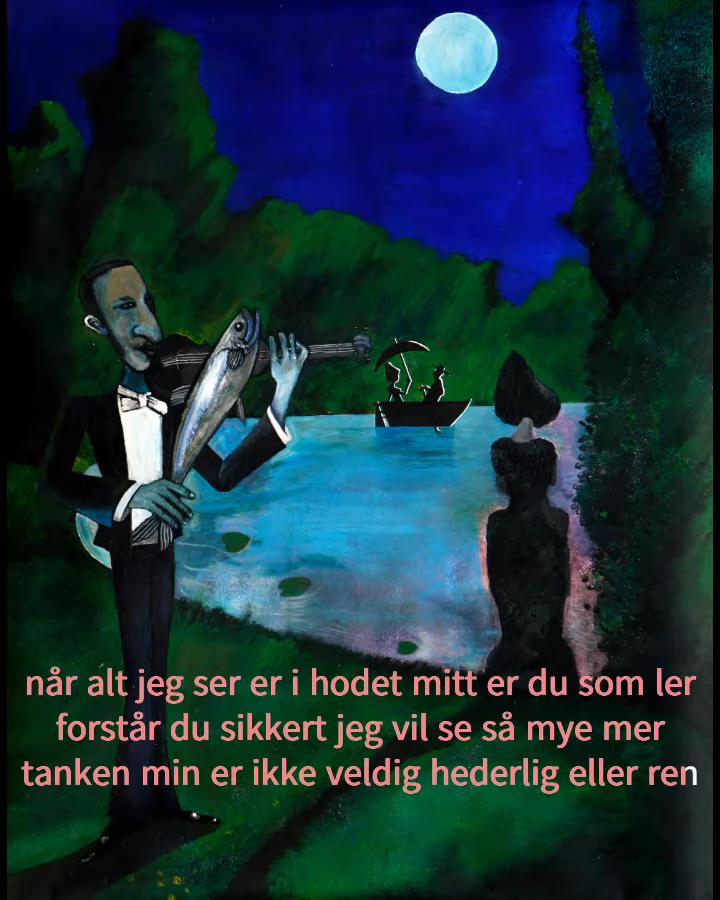 når alt jeg ser er i hodet mitt er du som ler
forstår du sikkert jeg vil se så mye mer
tanken min er ikke veldig hederlig eller ren